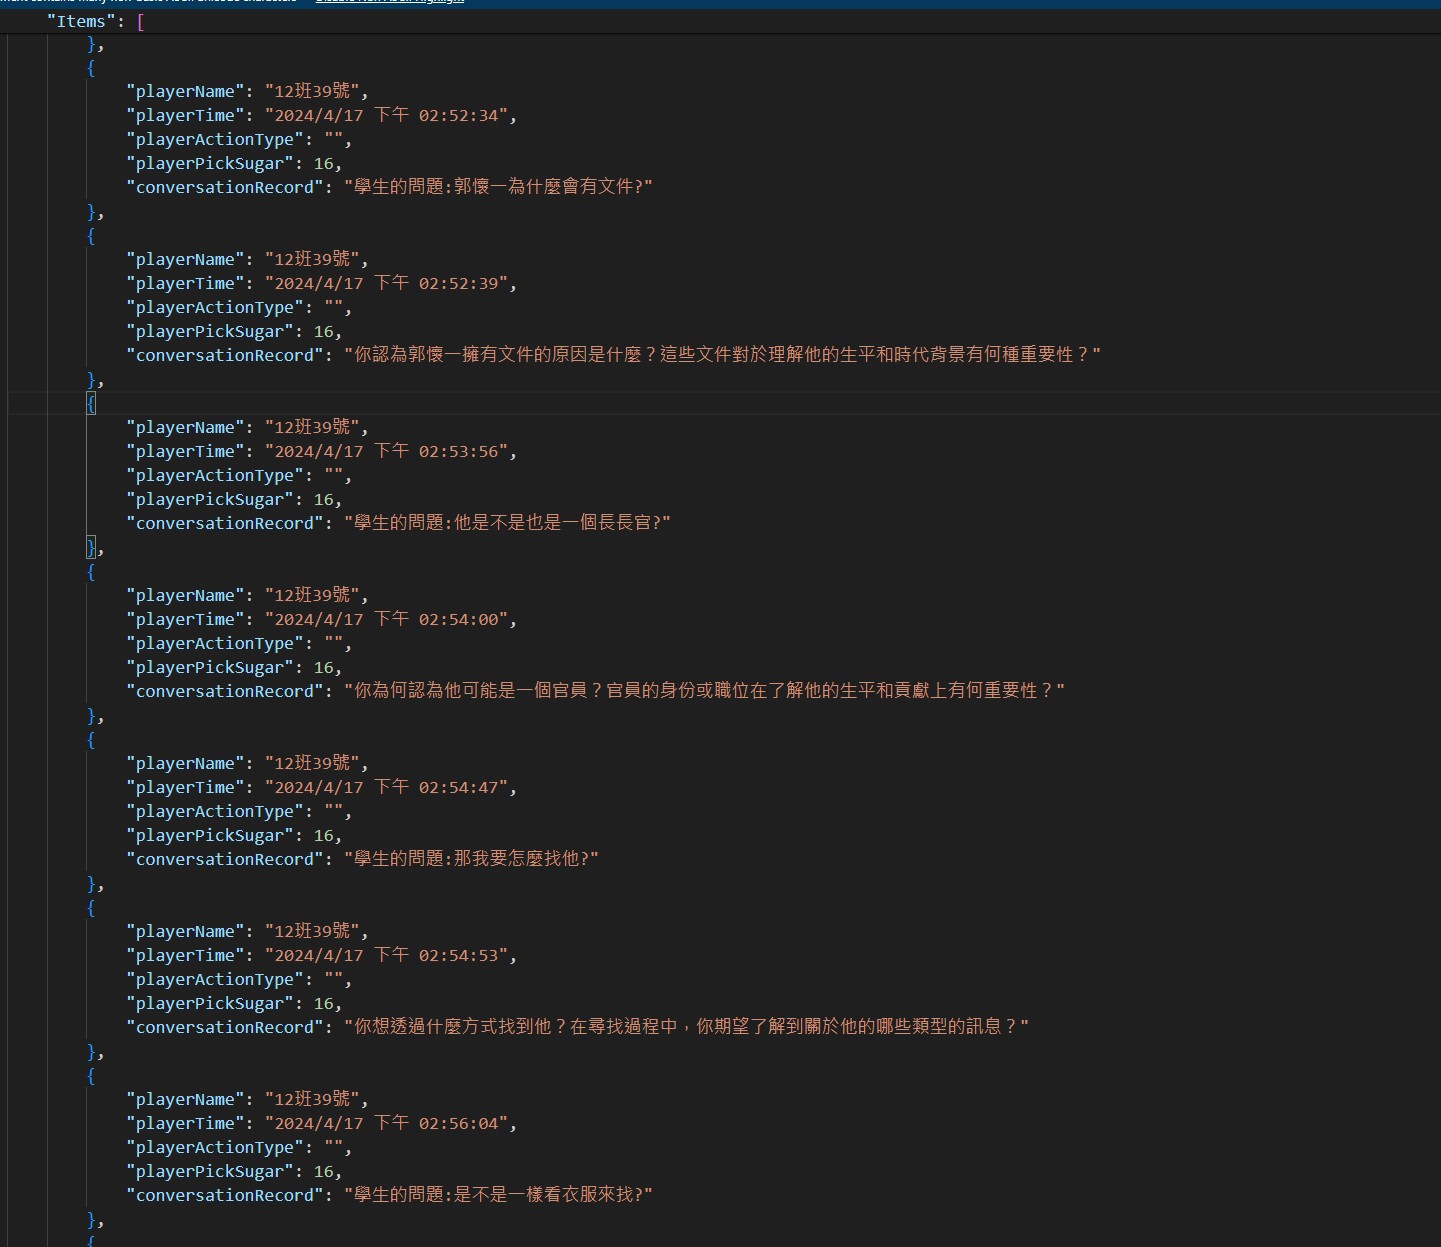 "Items": [
},
{
"playerName": "12班39號",
"playerTime": "2024/4/17 下午 02:52:34",
"playerActionType": "",
"playerPickSugar": 16,
"conversationRecord": "學生的問題:郭懷一為什麼會有文件?"
},
{
"playerName": "12班39號",
"playerTime": "2024/4/17 下午 02:52:39",
"playerActionType": "",
"playerPickSugar": 16,
"conversationRecord": "你認為郭懷一擁有文件的原因是什麼？這些文件對於理解他的生平和時代背景有何種重要性？"
},
{
"playerName": "12班39號",
"playerTime": "2024/4/17 下午 02:53:56",
"playerActionType": "",
"playerPickSugar": 16,
"conversationRecord": "學生的問題:他是不是也是一個長長官?"
},
{
"playerName": "12班39號",
"playerTime": "2024/4/17 下午 02:54:00",
"playerActionType": "",
"playerPickSugar": 16,
"conversationRecord": "你為何認為他可能是一個官員？官員的身份或職位在了解他的生平和貢獻上有何重要性？"
},
{
"playerName": "12班39號",
"playerTime": "2024/4/17 下午 02:54:47",
"playerActionType": "",
"playerPickSugar": 16,
"conversationRecord": "學生的問題:那我要怎麼找他?"
},
{
"playerName": "12班39號",
"playerTime": "2024/4/17 下午 02:54:53",
"playerActionType": "",
"playerPickSugar": 16,
"conversationRecord": "你想透過什麼方式找到他？在尋找過程中，你期望了解到關於他的哪些類型的訊息？"
},
{
"playerName": "12班39號",
"playerTime": "2024/4/17 下午 02:56:04",
"playerActionType": "",
"playerPickSugar": 16,
"conversationRecord": "學生的問題:是不是一樣看衣服來找?"
},
{